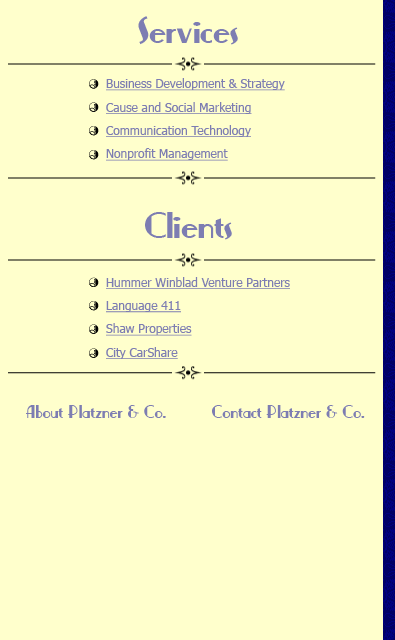 Services
Business Development & Strategy
Cause and Social Marketing
Communication Technology
Nonprofit Management
Clients
Hummer Winblad Venture Partners
Language 411
Shaw Properties
City CarShare
About Platzner & Co.
Contact Platzner & Co.